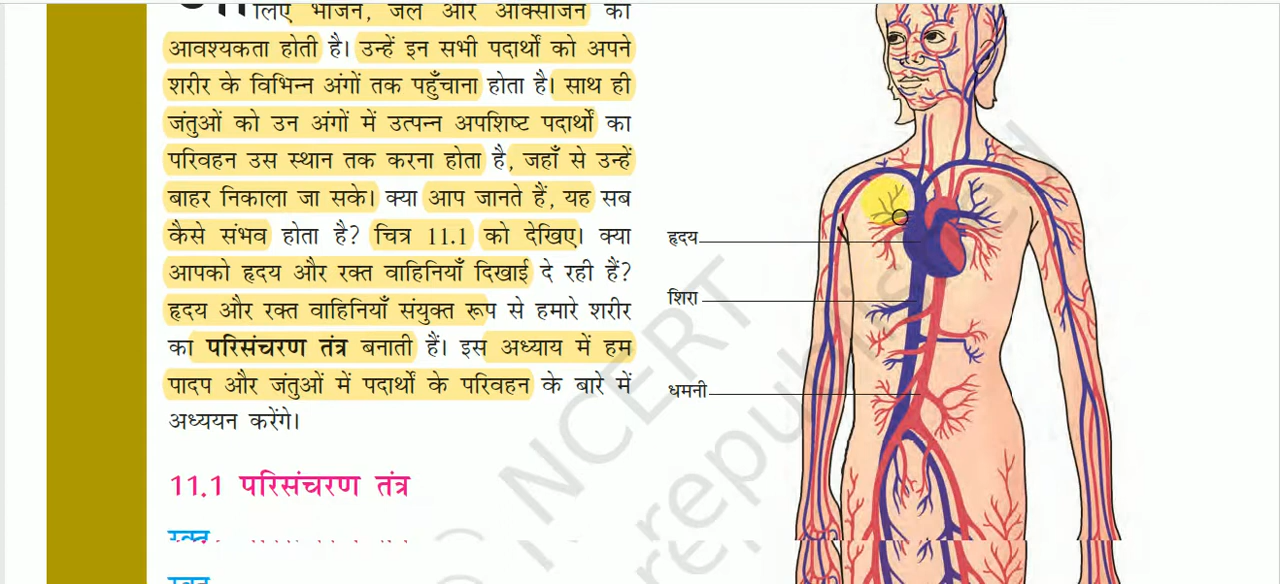 लिए भोजन, जल और ऑक्सीजन की
आवश्यकता होती है। उन्हें इन सभी पदार्थों को अपने
शरीर के विभिन्न अंगों तक पहुँचाना होता है। साथ ही
जंतुओं को उन अंगों में उत्पन्न अपशिष्ट पदार्थों का
परिवहन उस स्थान तक करना होता है, जहाँ से उन्हें
बाहर निकाला जा सके। क्या आप जानते हैं, यह सब
कैसे संभव होता है? चित्र 11.1 को देखिए। क्या
आपको हृदय और रक्त वाहिनियाँ दिखाई दे रही हैं?
हृदय और रक्त वाहिनियाँ संयुक्त रूप से हमारे शरीर
का परिसंचरण तंत्र बनाती हैं। इस अध्याय में हम
पादप और जंतुओं में पदार्थों के परिवहन के बारे में
अध्ययन करेंगे।
11.1 परिसंचरण तंत्र
हृदय
शिरा
धमनी
© NCERT
republished